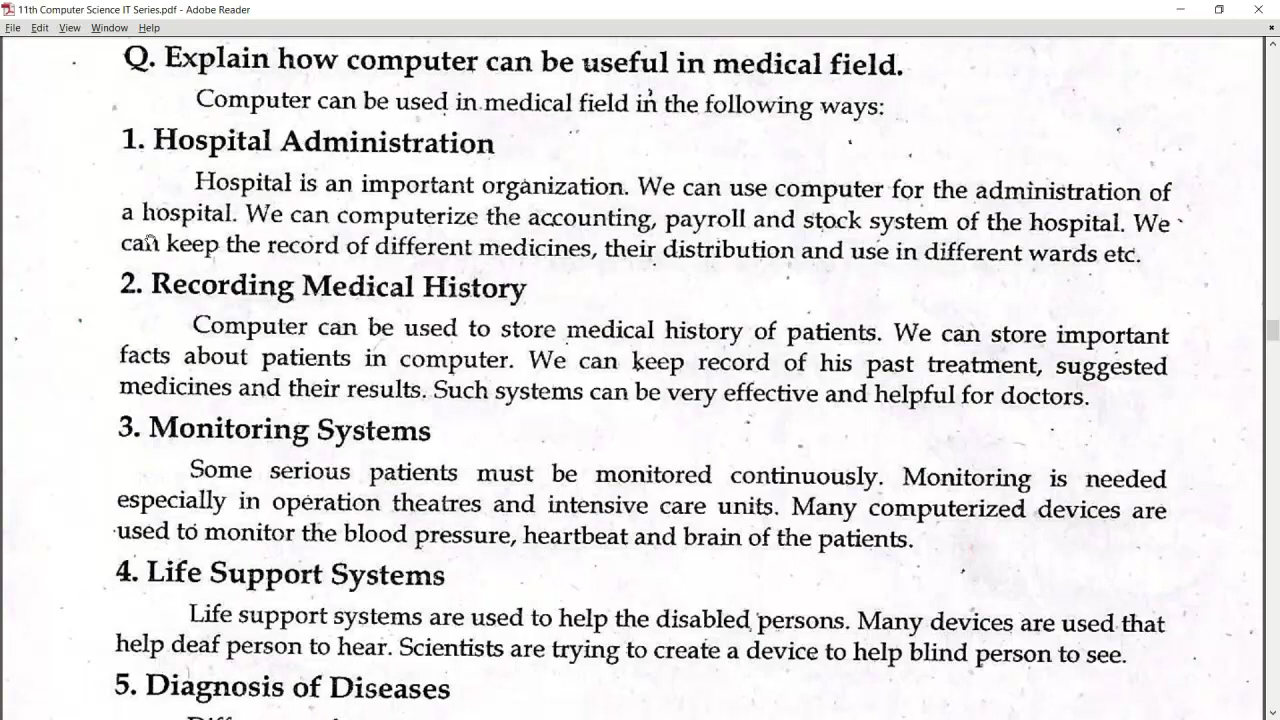 11th Computer Science IT Series.pdf - Adobe Reader
File Edit View Window Help
Q. Explain how computer can be useful in medical field.
Computer can be used in medical field in the following ways:
1. Hospital Administration
Hospital is an important organization. We can use computer for the administration of
a hospital. We can computerize the accounting, payroll and stock system of the hospital. We
can keep the record of different medicines, their distribution and use in different wards etc.
2. Recording Medical History
Computer can be used to store medical history of patients. We can store important
facts about patients in computer. We can keep record of his past treatment, suggested
medicines and their results. Such systems can be very effective and helpful for doctors.
3. Monitoring Systems
Some serious patients must be monitored continuously. Monitoring is needed
especially in operation theatres and intensive care units. Many computerized devices are
used to monitor the blood pressure, heartbeat and brain of the patients.
4. Life Support Systems
Life support systems are used to help the disabled persons. Many devices are used that
help deaf person to hear. Scientists are trying to create a device to help blind person to see.
5. Diagnosis of Diseases